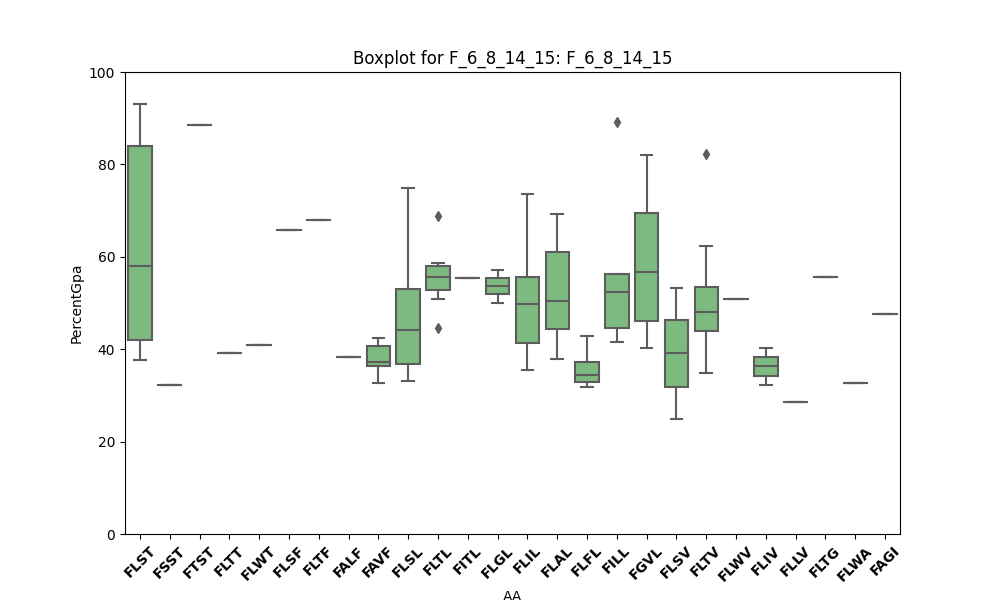 Boxplot for F_6_8_14_15: F_6_8_14_15
100
80
60
40
20
0
PercentGpa
FLST FSST FTST FLTT FLWT FLSF FLTF FALF FAVF FLSL FLTL FITL FLGL FLIL FLAL FLFL FILL FGVL FLSV FLTV FLWV FLIV FLLV FLTG FLWA FAGI
AA